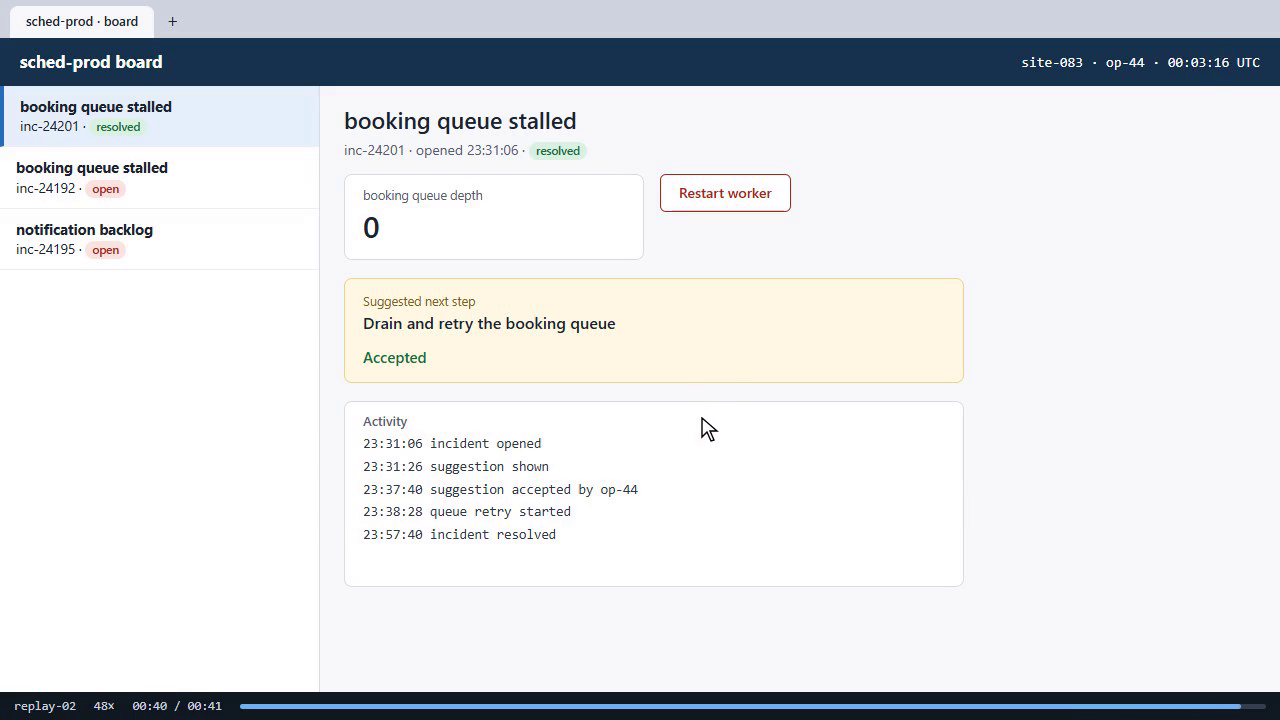 sched-prod · board +
sched-prod board
site-083 · op-44 · 00:03:16 UTC
booking queue stalled
inc-24201 · resolved
booking queue stalled
inc-24192 · open
notification backlog
inc-24195 · open
booking queue stalled
inc-24201 · opened 23:31:06 · resolved
booking queue depth
0
Restart worker
Suggested next step
Drain and retry the booking queue
Accepted
Activity
23:31:06 incident opened
23:31:26 suggestion shown
23:37:40 suggestion accepted by op-44
23:38:28 queue retry started
23:57:40 incident resolved
replay-02 48x 00:40 / 00:41